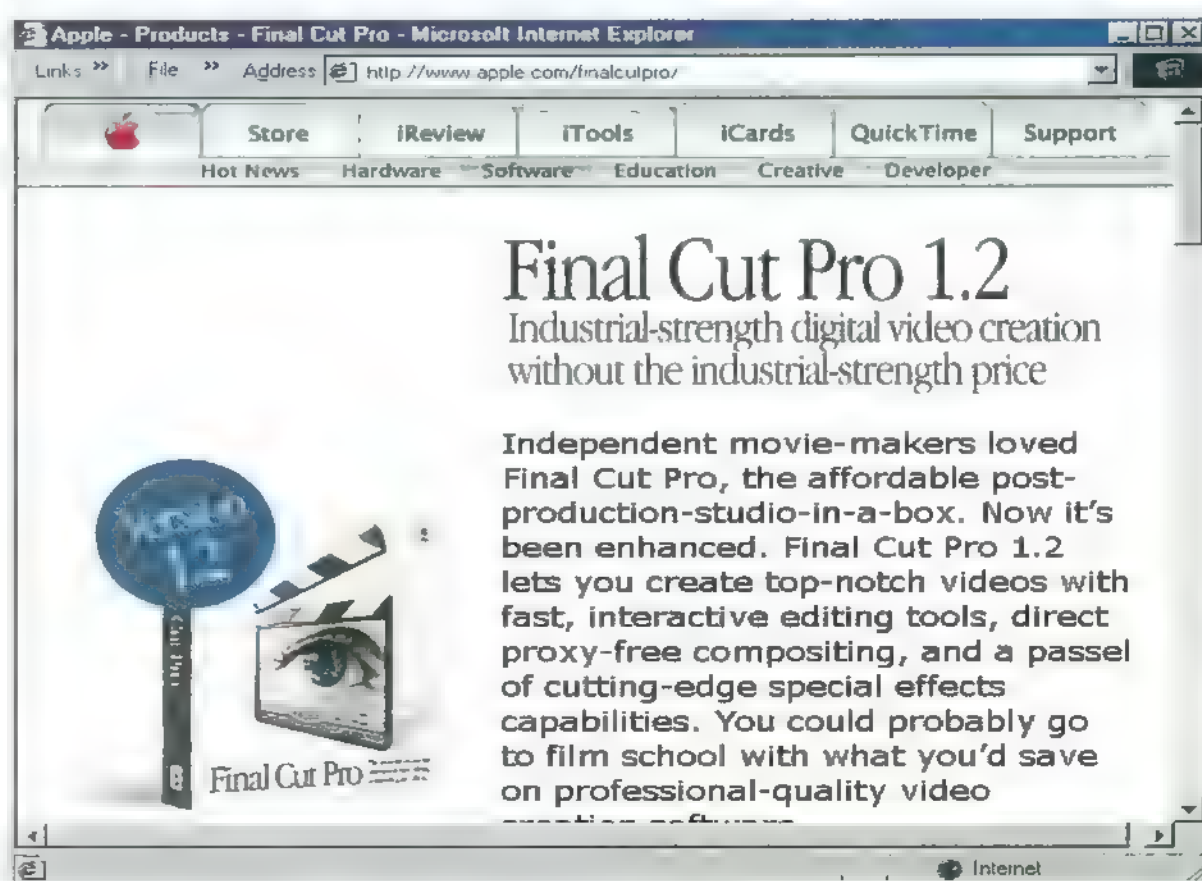 Apple - Products - Final Cut Pro - Microsoft Internet Explorer
Links » File » Address http://www.apple.com/finalcutpro/
Store iReview iTools iCards QuickTime Support
Hot News Hardware Software Education Creative Developer
Final Cut Pro 1.2
Industrial-strength digital video creation
without the industrial-strength price
Independent movie-makers loved
Final Cut Pro, the affordable post-
production-studio-in-a-box. Now it's
been enhanced. Final Cut Pro 1.2
lets you create top-notch videos with
fast, interactive editing tools, direct
proxy-free compositing, and a passel
of cutting-edge special effects
capabilities. You could probably go
to film school with what you'd save
on professional-quality video
creation software.
7
Final Cut Pro
Internet